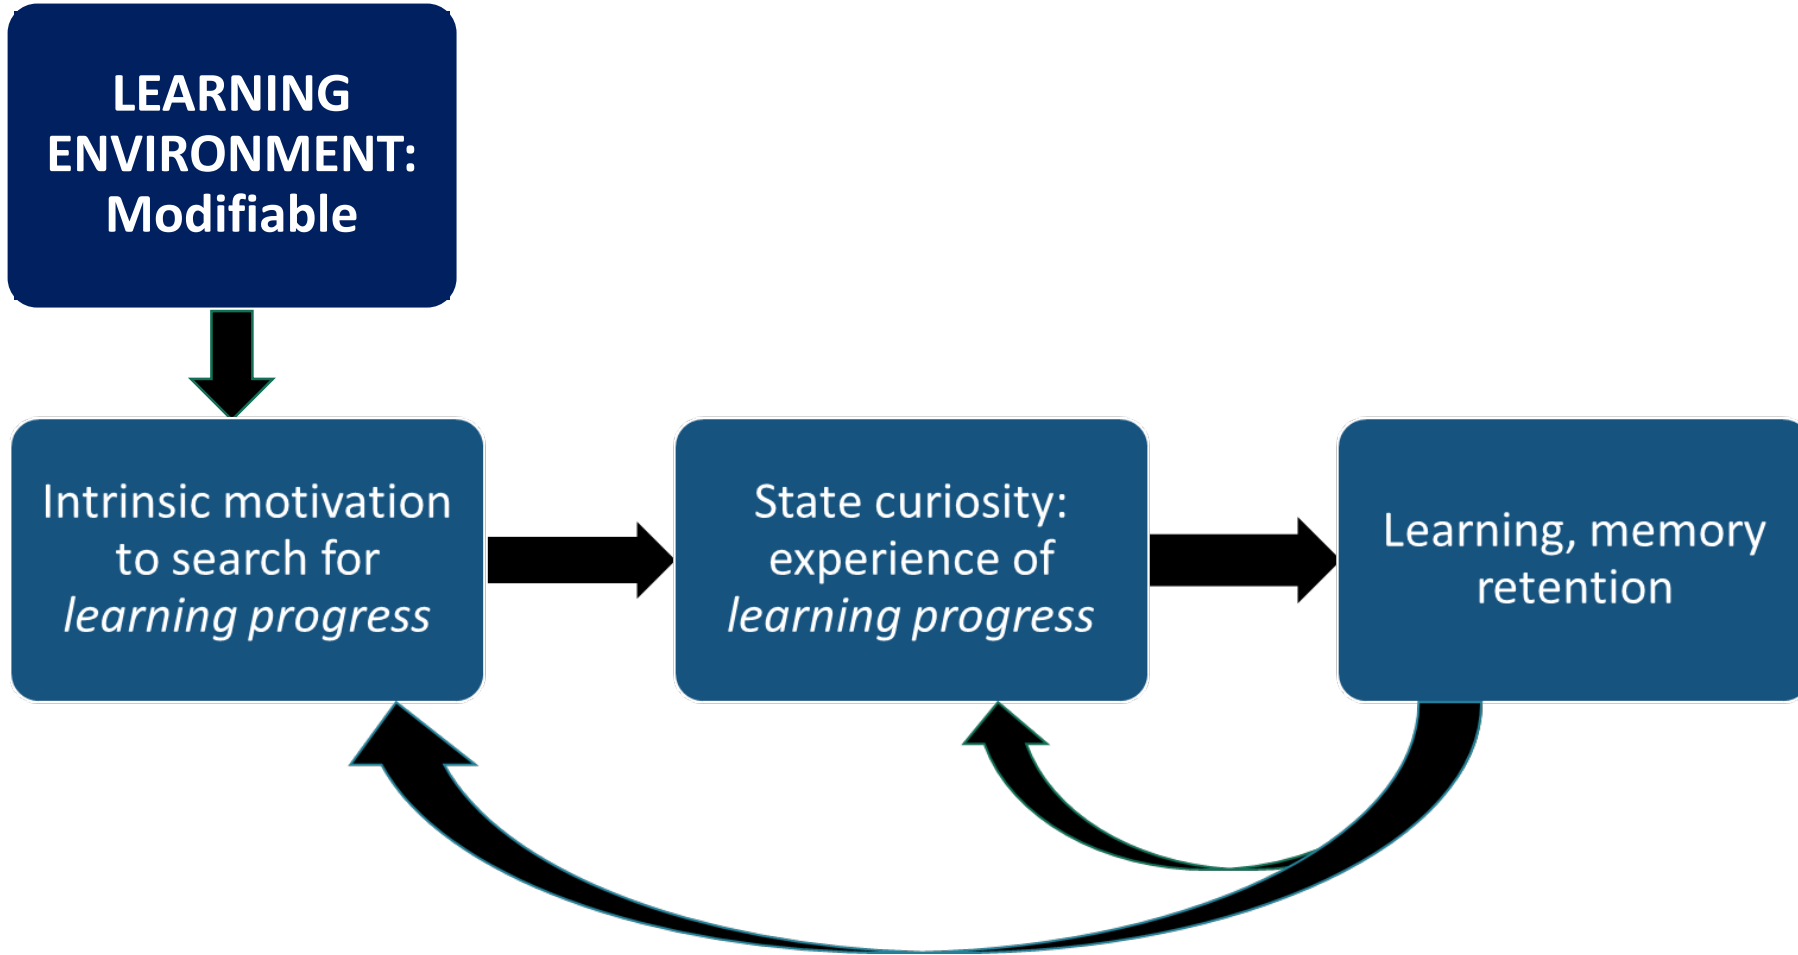 LEARNING
ENVIRONMENT:
Modifiable
Intrinsic motivation
to search for
learning progress
State curiosity:
experience of
learning progress
Learning, memory
retention